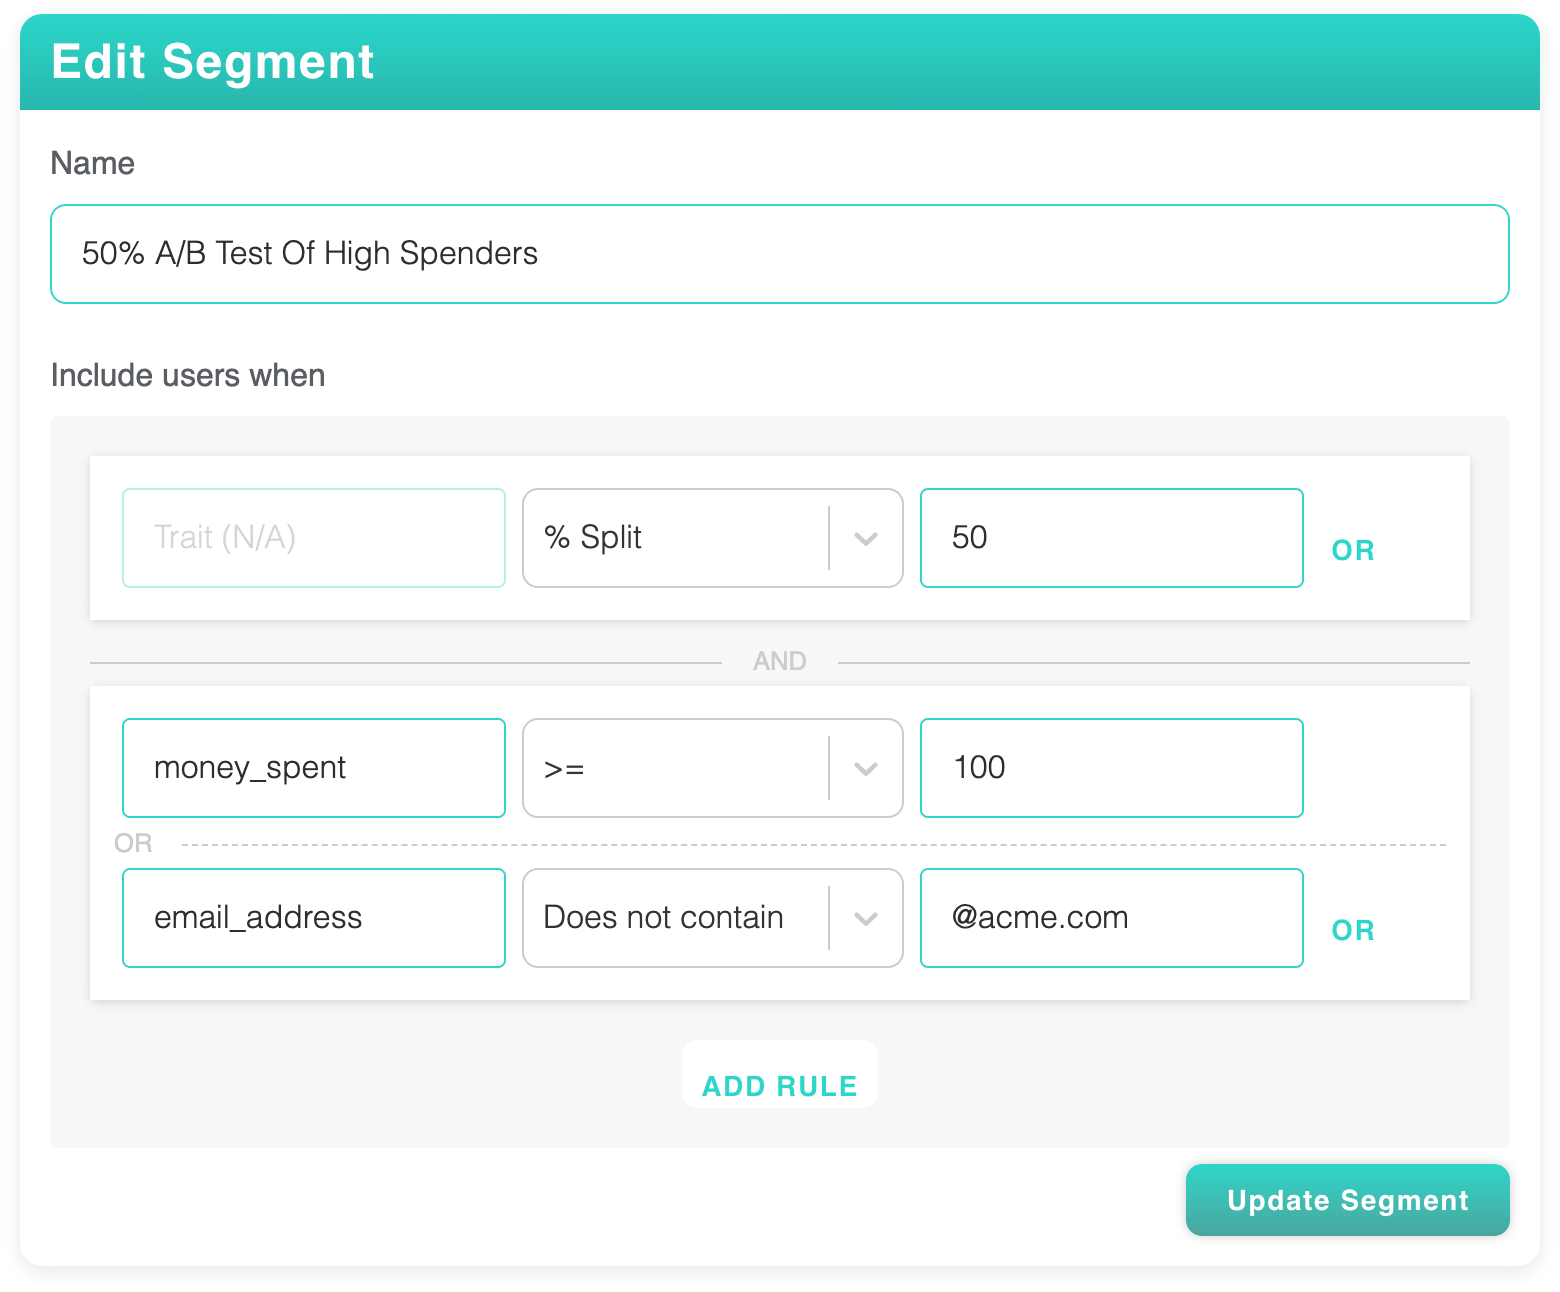 Edit Segment
Name
50% A/B Test Of High Spenders
Include users when
Trait (N/A) % Split 50 OR
AND
money_spent >= 100
OR
email_address Does not contain @acme.com OR
ADD RULE
Update Segment